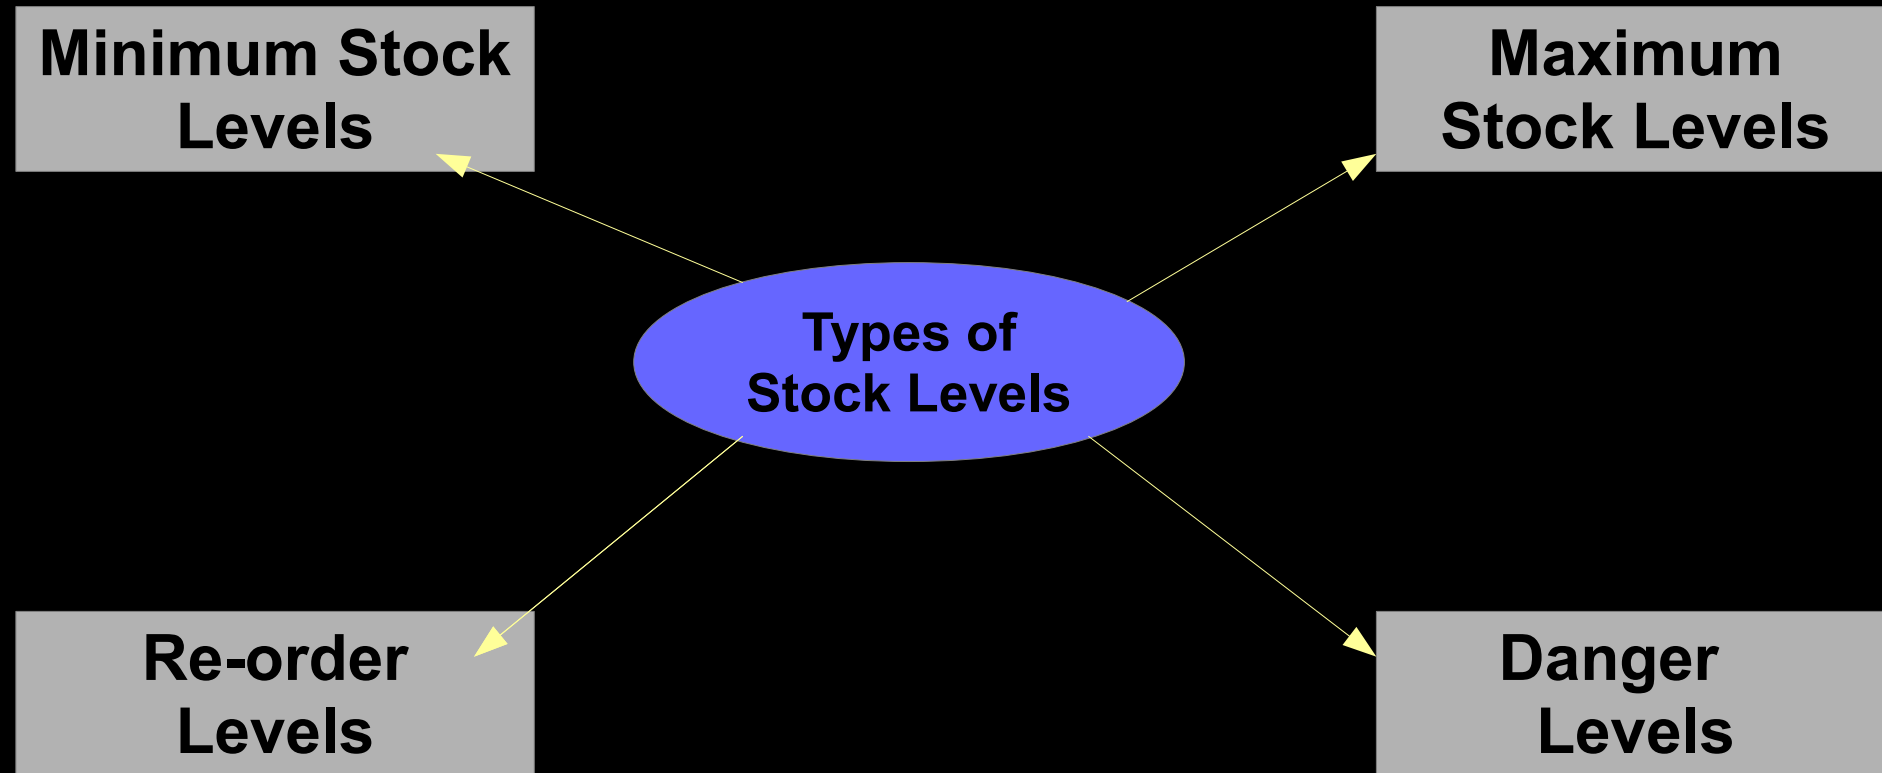 Minimum Stock
Levels
Maximum
Stock Levels
Types of
Stock Levels
Re-order
Levels
Danger
Levels